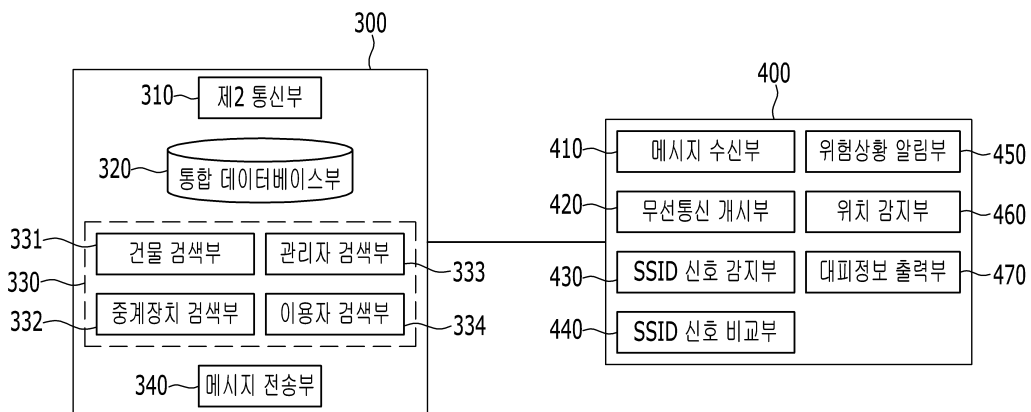 300
310
제2 통신부
320
통합 데이터베이스부
330
331
건물 검색부
관리자 검색부
333
332
중계장치 검색부
이용자 검색부
334
340
메시지 전송부
400
410
메시지 수신부
위험상황 알림부
450
420
무선통신 개시부
위치 감지부
460
430
SSID 신호 감지부
대피정보 출력부
470
440
SSID 신호 비교부